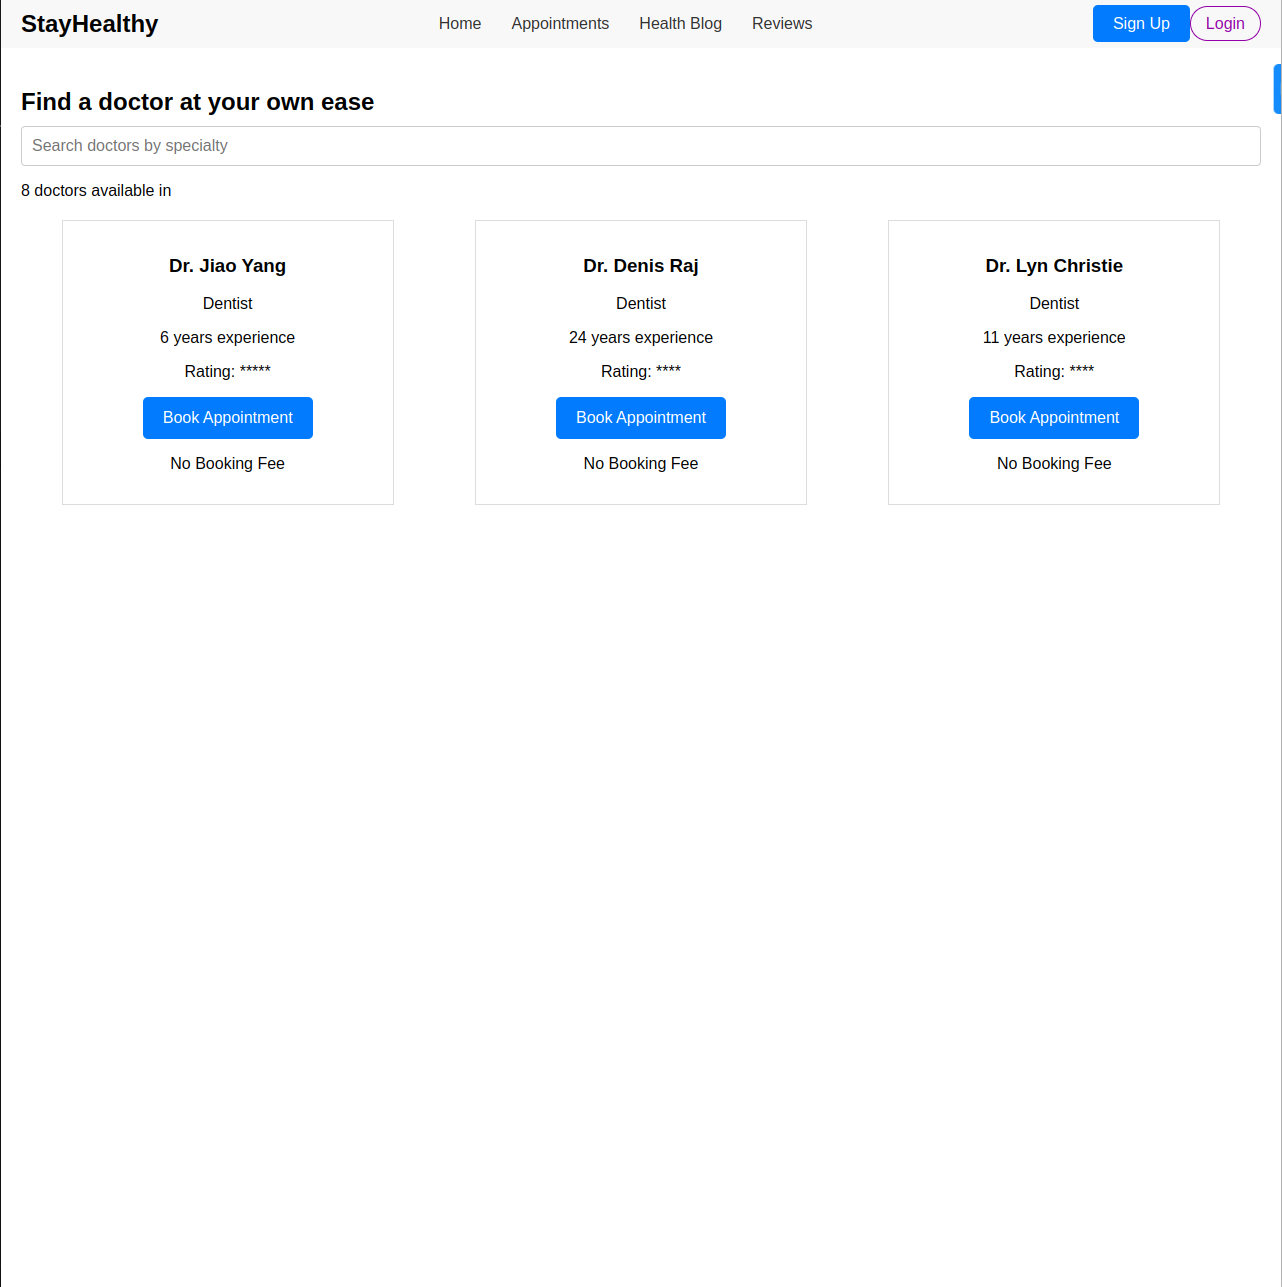 StayHealthy Home Appointments Health Blog Reviews Sign Up Login
Find a doctor at your own ease
Search doctors by specialty
8 doctors available in
Dr. Jiao Yang
Dentist
6 years experience
Rating: *****
Book Appointment
No Booking Fee
Dr. Denis Raj
Dentist
24 years experience
Rating: ****
Book Appointment
No Booking Fee
Dr. Lyn Christie
Dentist
11 years experience
Rating: ****
Book Appointment
No Booking Fee